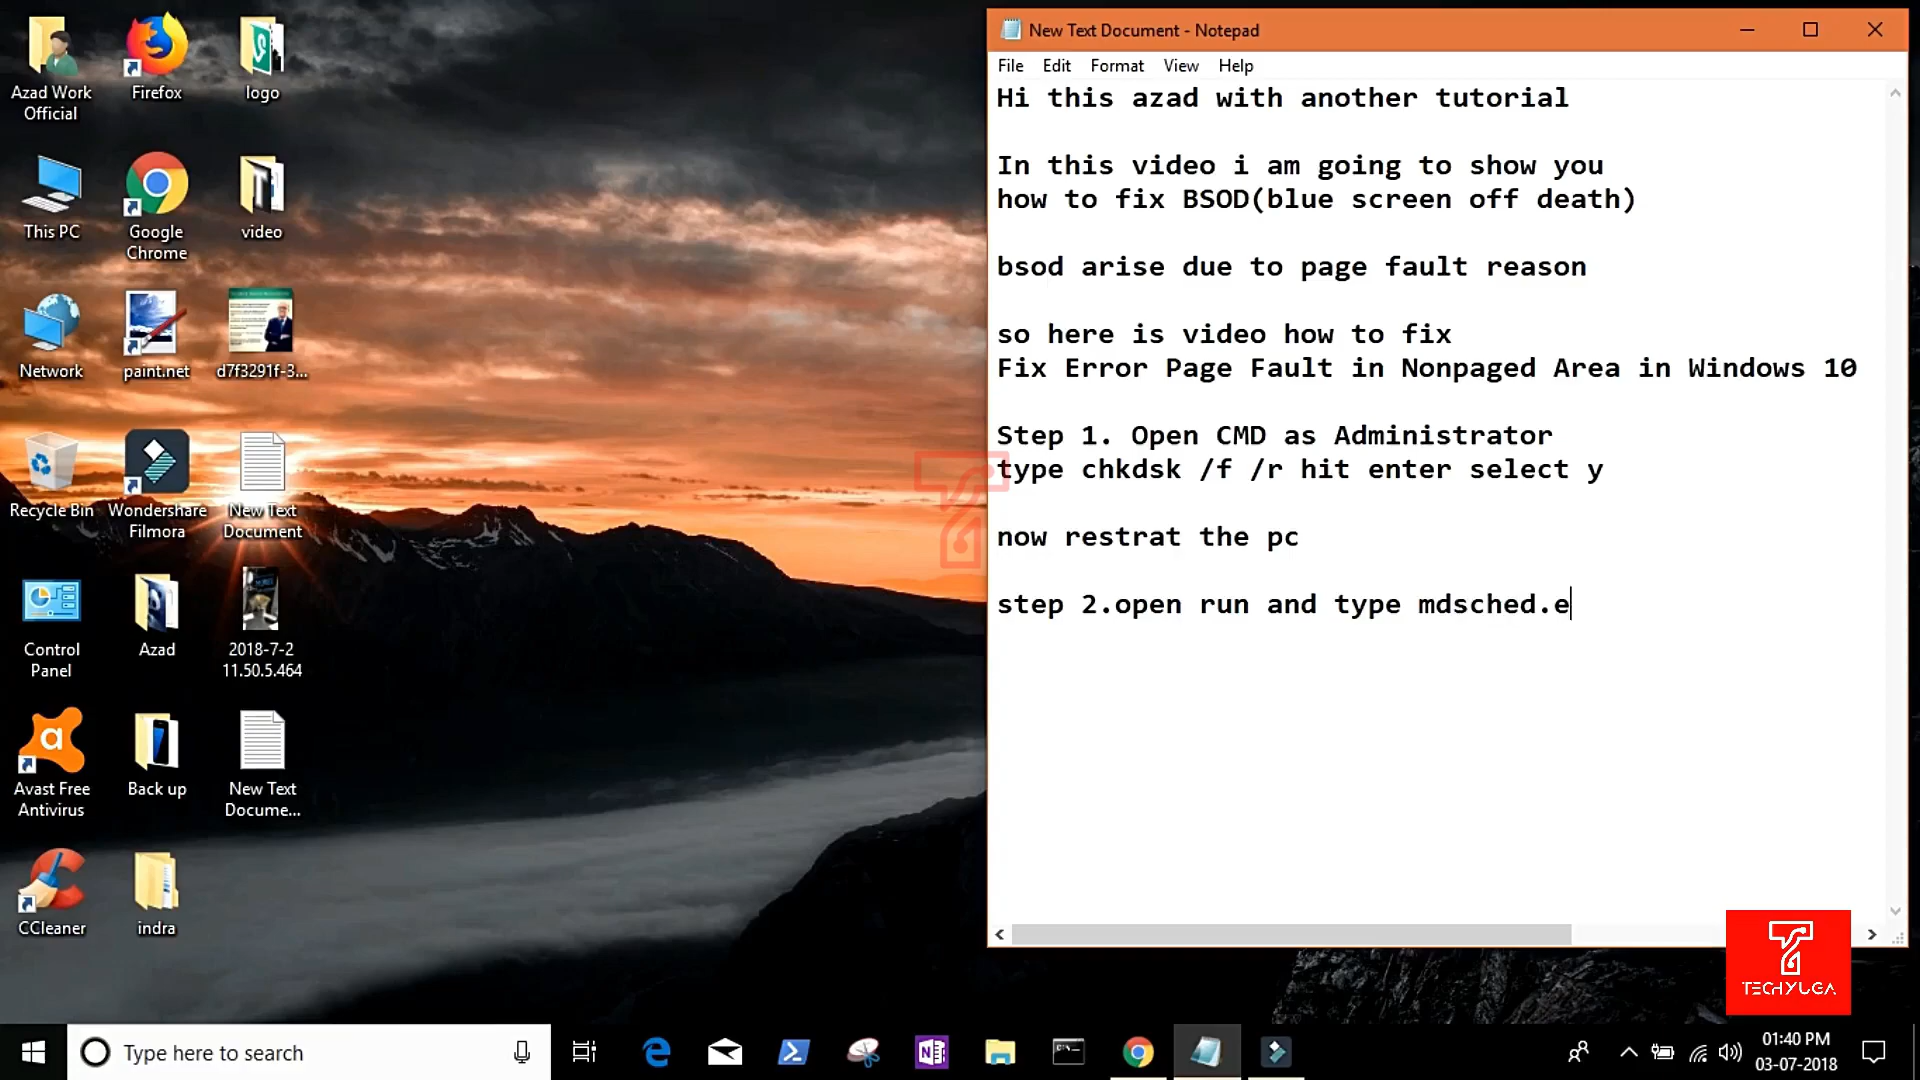 Azad Work
Official
Firefox
logo
This PC
Google
Chrome
video
Network
paint.net
d7f3291f-3...
Recycle Bin
Wondershare
Filmora
New Text
Document
Control
Panel
Azad
2018-7-2
11.50.5.464
Avast Free
Antivirus
Back up
New Text
Docume...
CCleaner
indra
New Text Document - Notepad
File Edit Format View Help
Hi this azad with another tutorial
In this video i am going to show you
how to fix BSOD(blue screen off death)
bsod arise due to page fault reason
so here is video how to fix
Fix Error Page Fault in Nonpaged Area in Windows 10
Step 1. Open CMD as Administrator
type chkdsk /f /r hit enter select y
now restrat the pc
step 2.open run and type mdsched.e
TECHYUGA
Type here to search
01:40 PM
03-07-2018